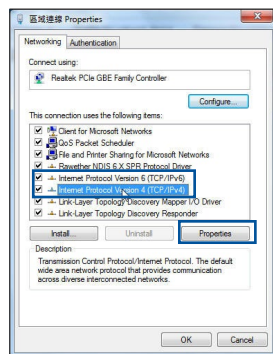 區域連線 Properties
Networking Authentication
Connect using:
Realtek PCIe GBE Family Controller
Configure...
This connection uses the following items:
Client for Microsoft Networks
QoS Packet Scheduler
File and Printer Sharing for Microsoft Networks
Rawether NDIS 6.X SPR Protocol Driver
Internet Protocol Version 6 (TCP/IPv6)
Internet Protocol Version 4 (TCP/IPv4)
Link-Layer Topology Discovery Mapper I/O Driver
Link-Layer Topology Discovery Responder
Install... Uninstall Properties
Description
Transmission Control Protocol/Internet Protocol. The default
wide area network protocol that provides communication
across diverse interconnected networks.
OK Cancel